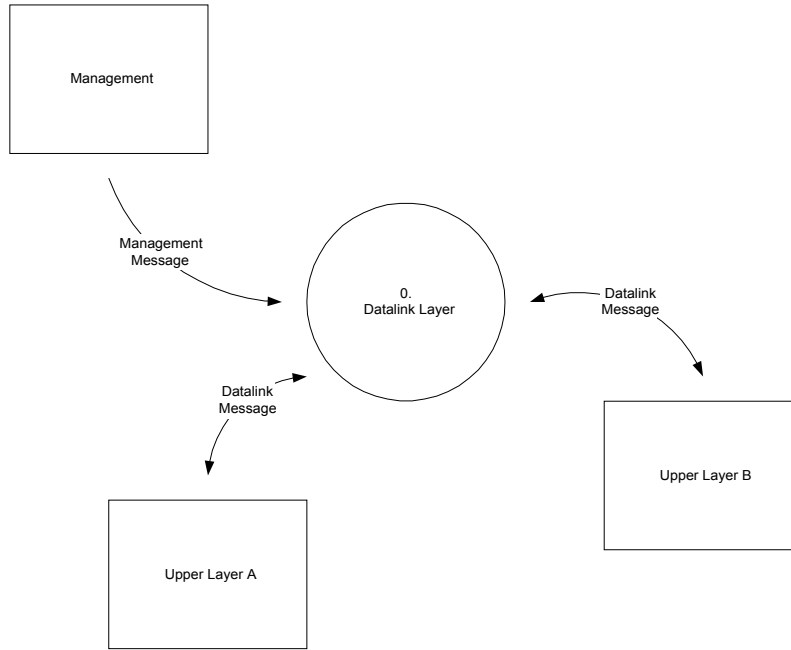 Management
Management
Message
0.
Datalink Layer
Datalink
Message
Datalink
Message
Upper Layer B
Upper Layer A